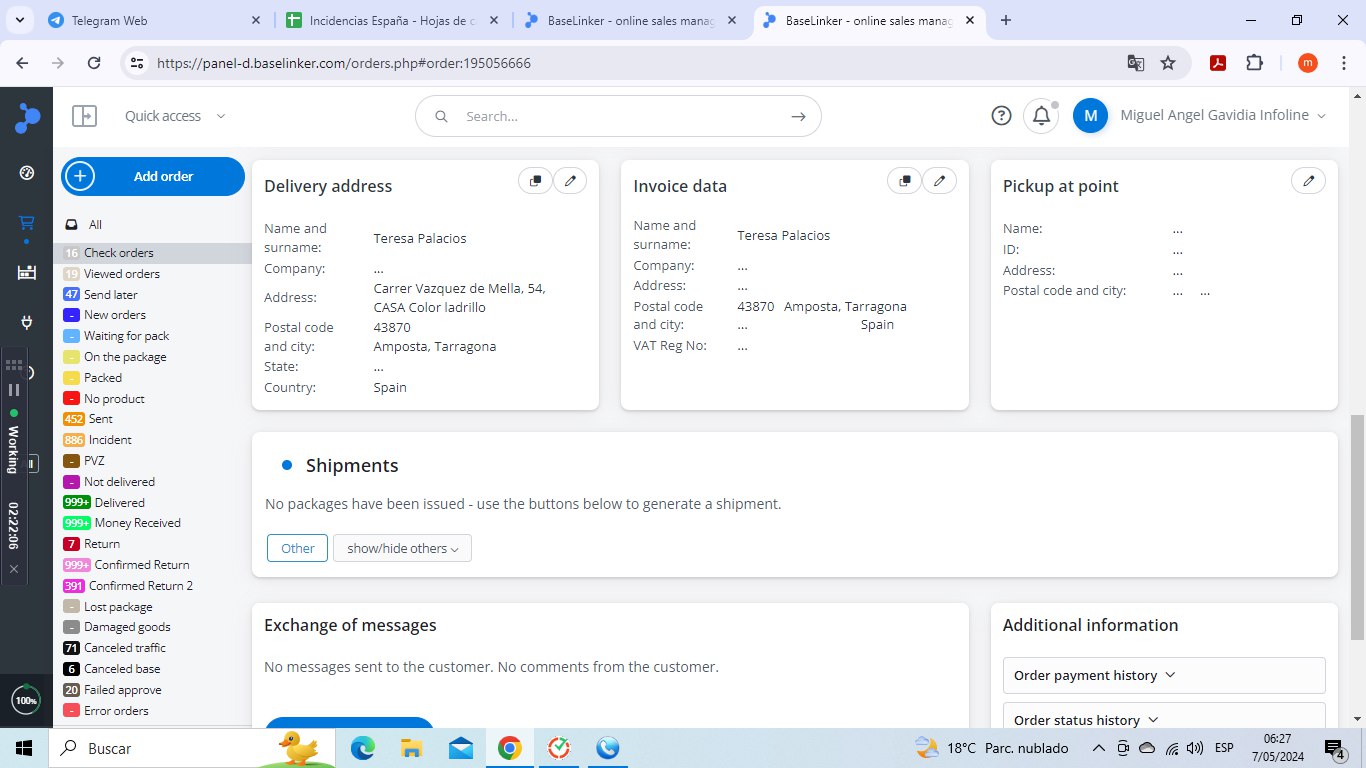 Telegram Web
Incidencias España - Hojas de c
BaseLinker - online sales manag
BaseLinker - online sales manag
https://panel-d.baselinker.com/orders.php#order:195056666
m
Quick access
Search...
M
Miguel Angel Gavidia Infoline
Add order
All
16 Check orders
19 Viewed orders
47 Send later
- New orders
- Waiting for pack
- On the package
- Packed
- No product
452 Sent
886 Incident
- PVZ
- Not delivered
999+ Delivered
999+ Money Received
7 Return
999+ Confirmed Return
391 Confirmed Return 2
- Lost package
- Damaged goods
71 Canceled traffic
6 Canceled base
20 Failed approve
- Error orders
Working
02:22:06
100%
Delivery address
Name and surname: Teresa Palacios
Company: ...
Address: Carrer Vazquez de Mella, 54,
CASA Color ladrillo
Postal code and city: 43870
Amposta, Tarragona
State: ...
Country: Spain
Invoice data
Name and surname: Teresa Palacios
Company: ...
Address: ...
Postal code 43870 Amposta, Tarragona
and city: ... Spain
VAT Reg No: ...
Pickup at point
Name: ...
ID: ...
Address: ...
Postal code and city: ... ...
Shipments
No packages have been issued - use the buttons below to generate a shipment.
Other
show/hide others
Exchange of messages
No messages sent to the customer. No comments from the customer.
Additional information
Order payment history
Order status history
Buscar
18°C Parc. nublado
ESP
06:27
7/05/2024
4